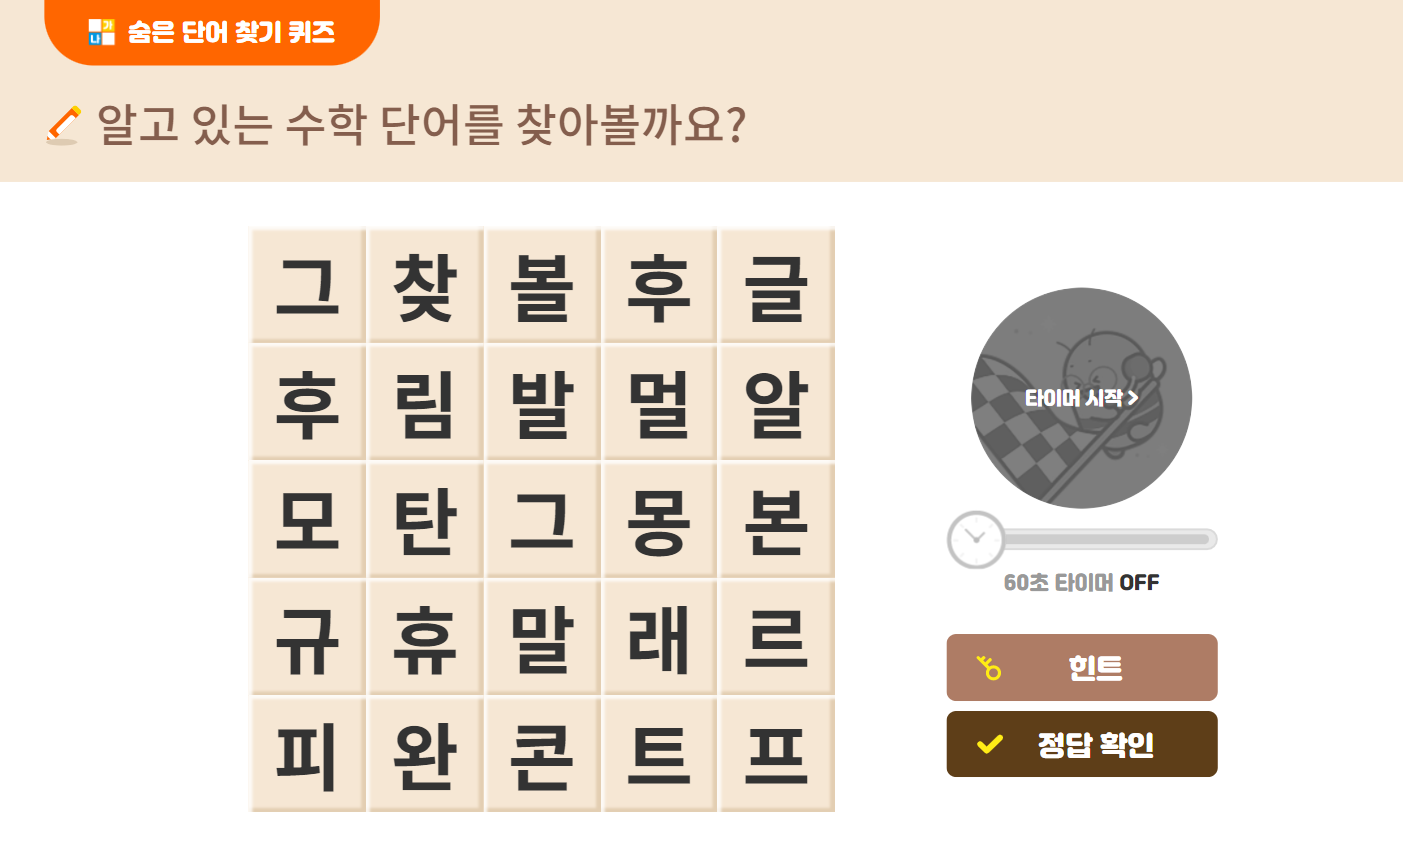 숨은 단어 찾기 퀴즈
알고 있는 수학 단어를 찾아볼까요?
그 찾 볼 후 글
후 림 발 멀 알
모 탄 그 몽 본
규 휴 말 래 르
피 완 콘 트 프
타이머 시작 >
60초 타이머 OFF
힌트
정답 확인